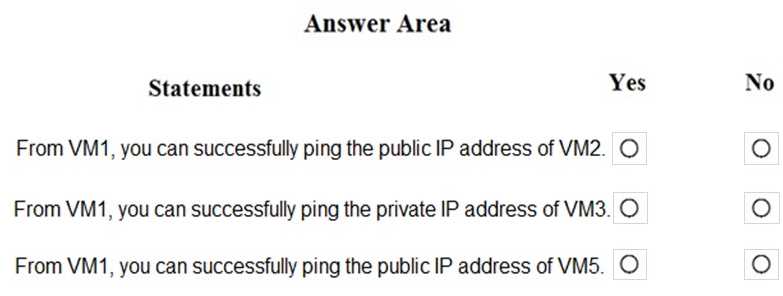 Answer Area
Statements Yes No
From VM1, you can successfully ping the public IP address of VM2.
From VM1, you can successfully ping the private IP address of VM3.
From VM1, you can successfully ping the public IP address of VM5.